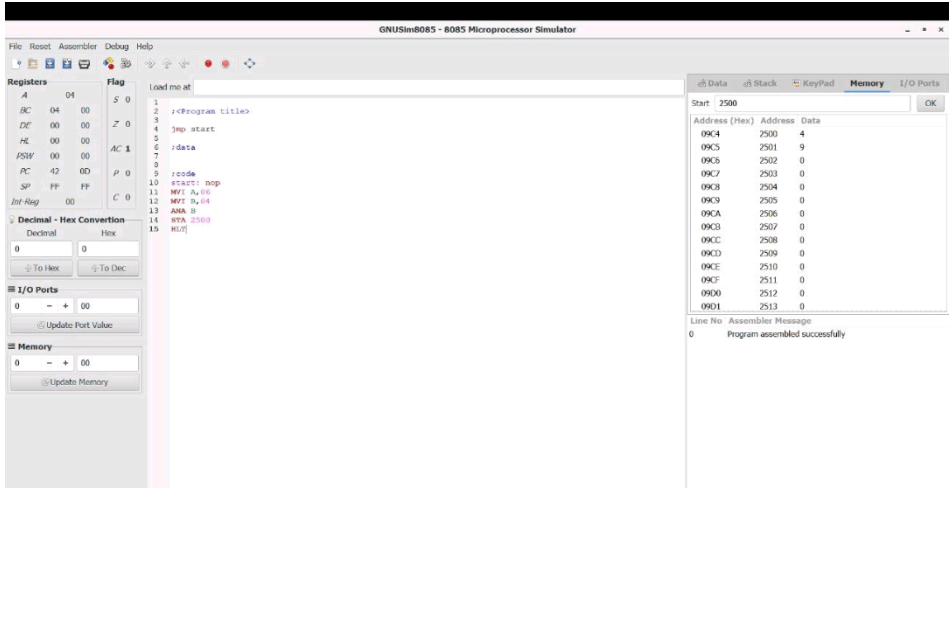 GNUSim8085 - 8085 Microprocessor Simulator
File Reset Assembler Debug Help
Registers
A 04
BC 04 00
DE 00 00
HL 00 00
PSW 00 00
PC 42 0D
SP FF FF
Int-Reg 00
Flag
S 0
Z 0
AC 1
P 0
C 0
Decimal - Hex Convertion
Decimal Hex
0 0
To Hex To Dec
I/O Ports
0 - + 00
Update Port Value
Memory
0 - + 00
Update Memory
Load me at
1
2 ;<Program title>
3
4 jmp start
5
6 ;data
7
8
9 ;code
10 start: nop
11 MVI A,06
12 MVI B,04
13 ANA B
14 STA 2500
15 HLT
Data Stack KeyPad Memory I/O Ports
Start 2500 OK
Address (Hex) Address Data
09C4 2500 4
09C5 2501 9
09C6 2502 0
09C7 2503 0
09C8 2504 0
09C9 2505 0
09CA 2506 0
09CB 2507 0
09CC 2508 0
09CD 2509 0
09CE 2510 0
09CF 2511 0
09D0 2512 0
09D1 2513 0
Line No Assembler Message
0 Program assembled successfully